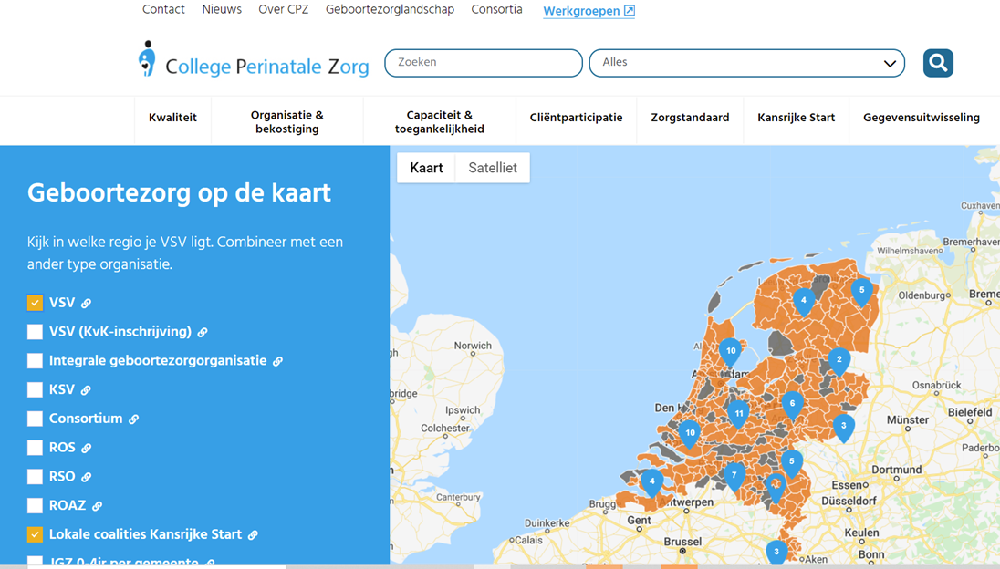 Contact Nieuws Over CPZ Geboortezorglandschap Consortia Werkgroepen
College Perinatale Zorg
Zoeken
Alles
Kwaliteit
Organisatie &
bekostiging
Capaciteit &
toegankelijkheid
Cliëntparticipatie
Zorgstandaard
Kansrijke Start
Gegevensuitwisseling
Geboortezorg op de kaart
Kijk in welke regio je VSV ligt. Combineer met een
ander type organisatie.
VSV
VSV (KvK-inschrijving)
Integrale geboortezorgorganisatie
KSV
Consortium
ROS
RSO
ROAZ
Lokale coalities Kansrijke Start
JGZ 0-4jr per gemeente
Kaart Satelliet
Cuxhaven
Bremerhaven
Wilhelmshaven
5
4
Oldenburg
Breme
Norwich
10
2
bridge
Osnabrück
6
Ipswich
Den H
11
Bielefeld
Münster
3
Colchester
10
Paderbo
5
Dortmund
7
4
Essen
Canterbury
Brugg
ntwerpen
Düsseldorf
Gent
Duinkerke
Keulen
Calais
Brussel
3
Bonn
Aken